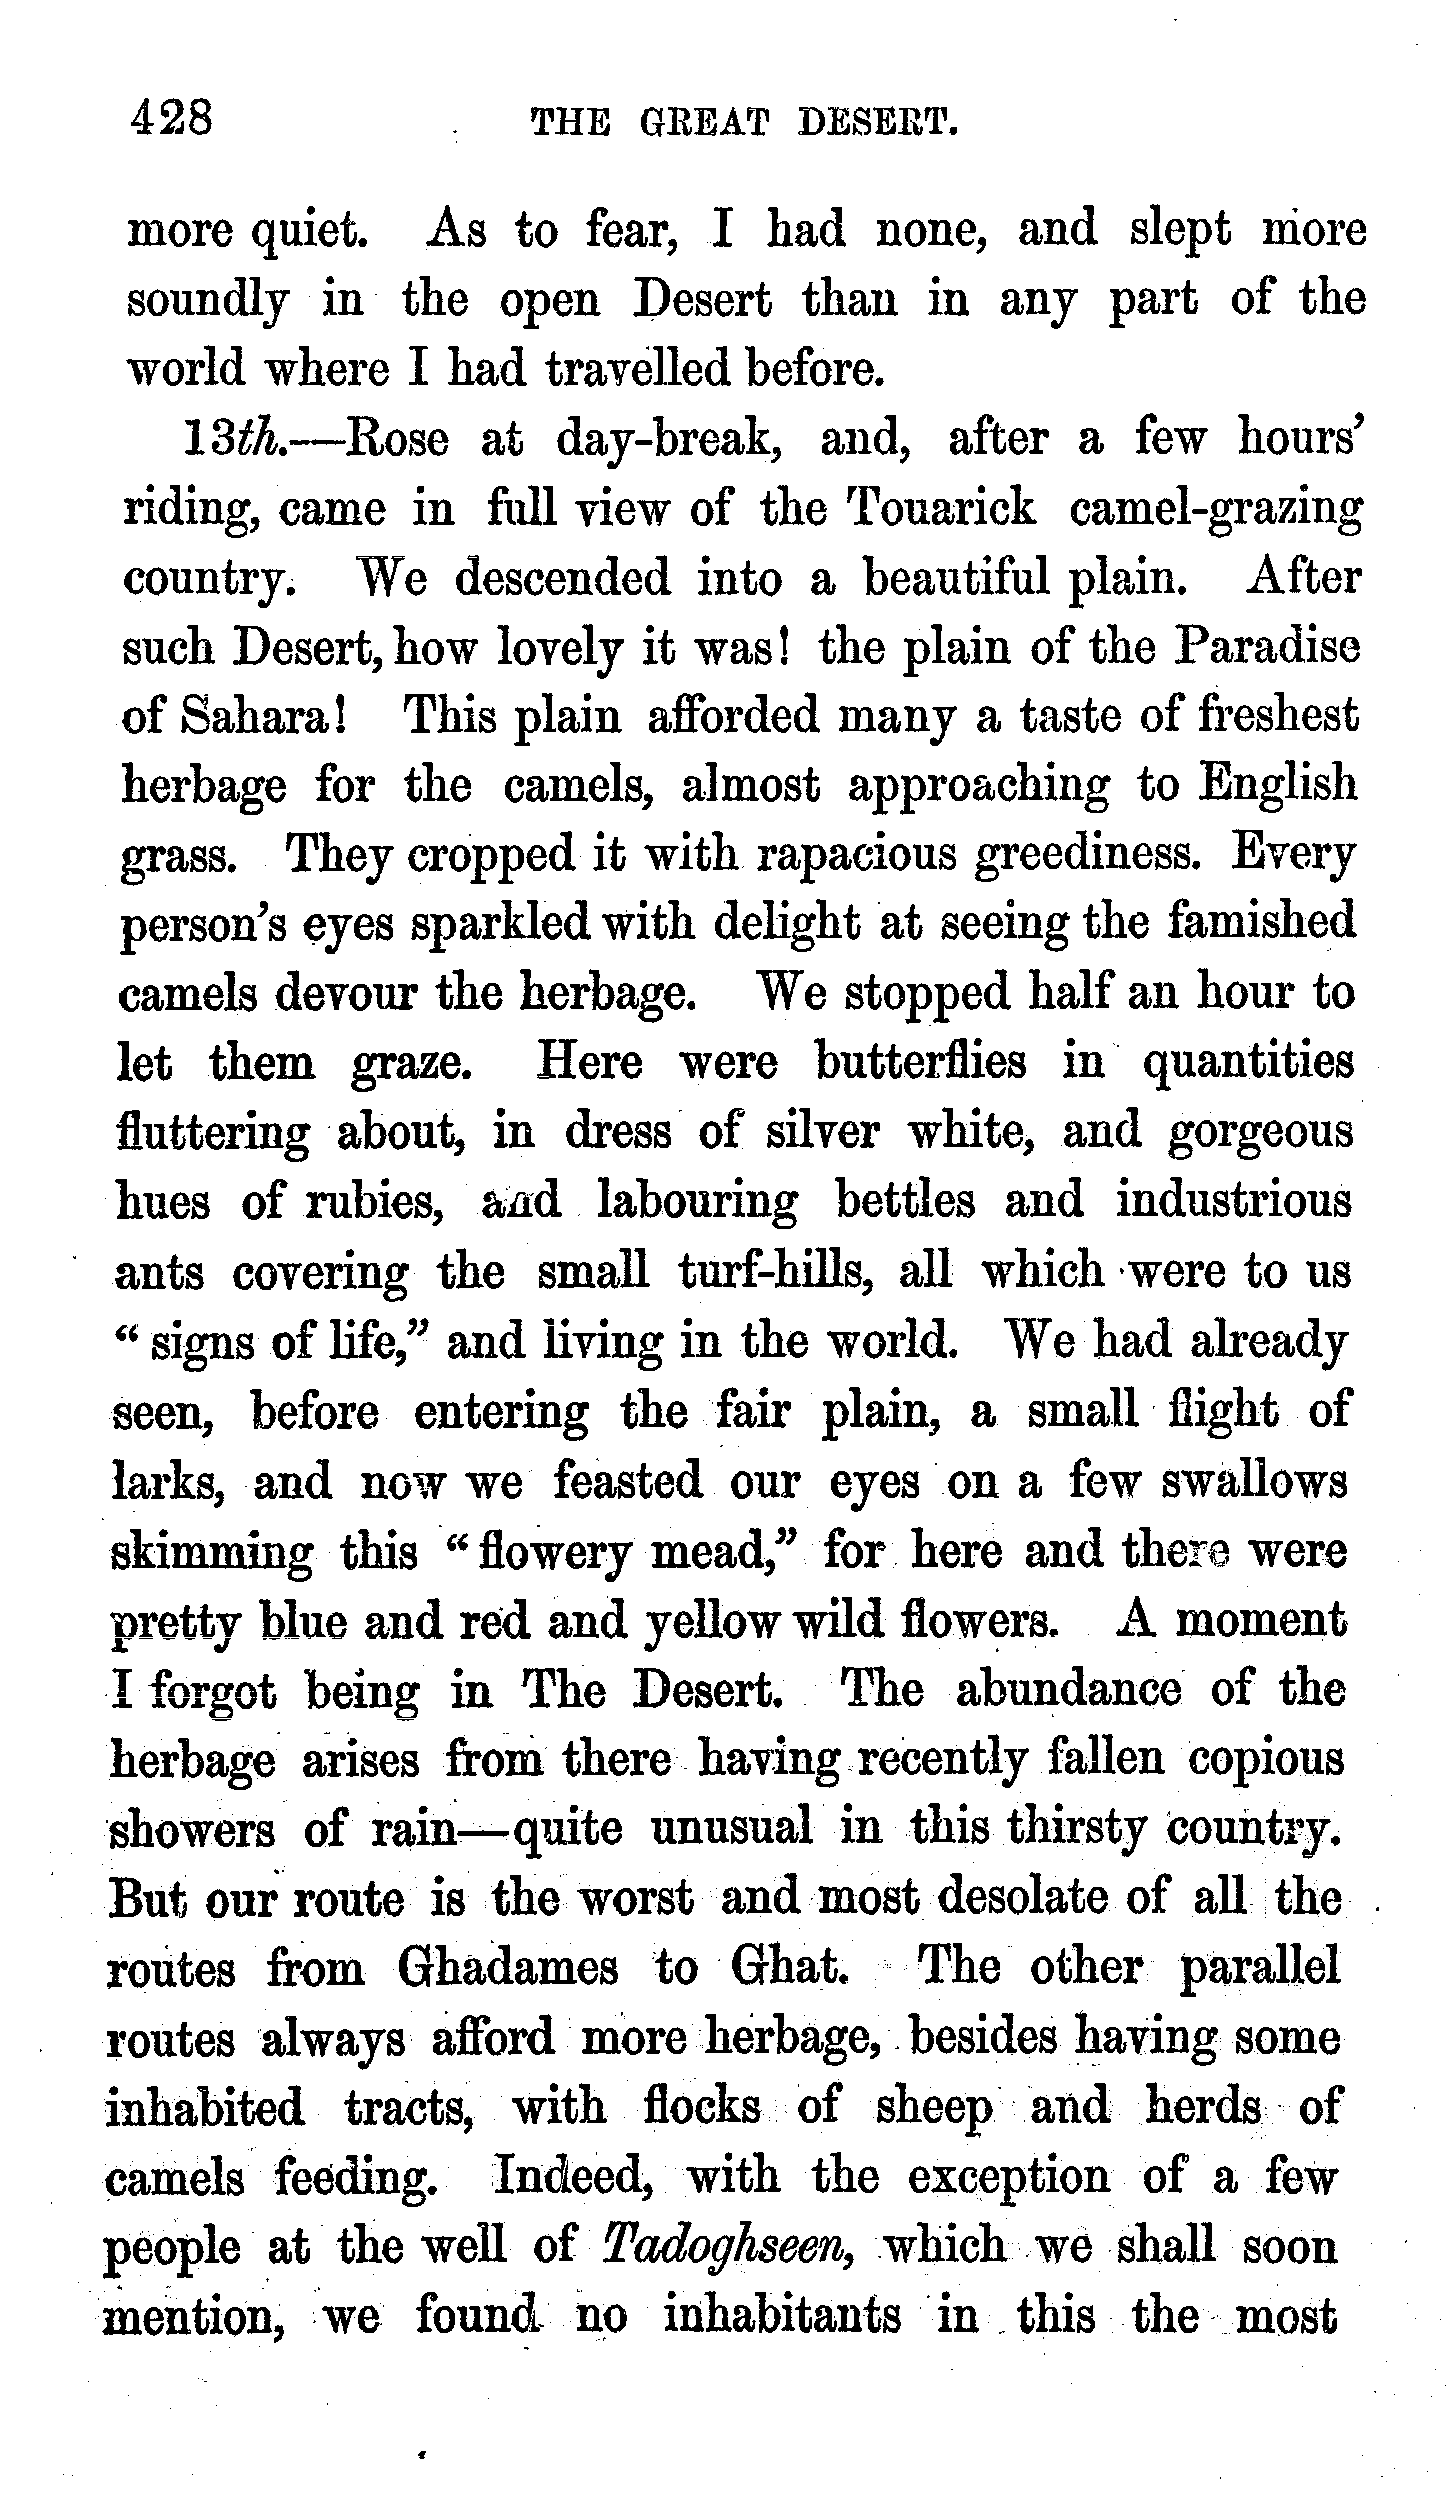 428 THE GREAT DESERT.
more quiet. As to fear, I had none, and slept more
soundly in the open Desert than in any part of the
world where I had travelled before.
13th.—Rose at day-break, and, after a few hours’
riding, came in full view of the Touarick camel-grazing
country. We descended into a beautiful plain. After
such Desert, how lovely it was! the plain of the Paradise
of Sahara! This plain afforded many a taste of freshest
herbage for the camels, almost approaching to English
grass. They cropped it with rapacious greediness. Every
person’s eyes sparkled with delight at seeing the famished
camels devour the herbage. We stopped half an hour to
let them graze. Here were butterflies in quantities
fluttering about, in dress of silver white, and gorgeous
hues of rubies, and labouring bettles and industrious
ants covering the small turf-hills, all which were to us
“ signs of life,” and living in the world. We had already
seen, before entering the fair plain, a small flight of
larks, and now we feasted our eyes on a few swallows
skimming this “ flowery mead,” for here and there were
pretty blue and red and yellow wild flowers. A moment
I forgot being in The Desert. The abundance of the
herbage arises from there having recently fallen copious
showers of rain—quite unusual in this thirsty country.
But our route is the worst and most desolate of all the
routes from Ghadames to Ghat. The other parallel
routes always afford more herbage, besides having some
inhabited tracts, with flocks of sheep and herds of
camels feeding. Indeed, with the exception of a few
people at the well of Tadoghseen, which we shall soon
mention, we found no inhabitants in this the most